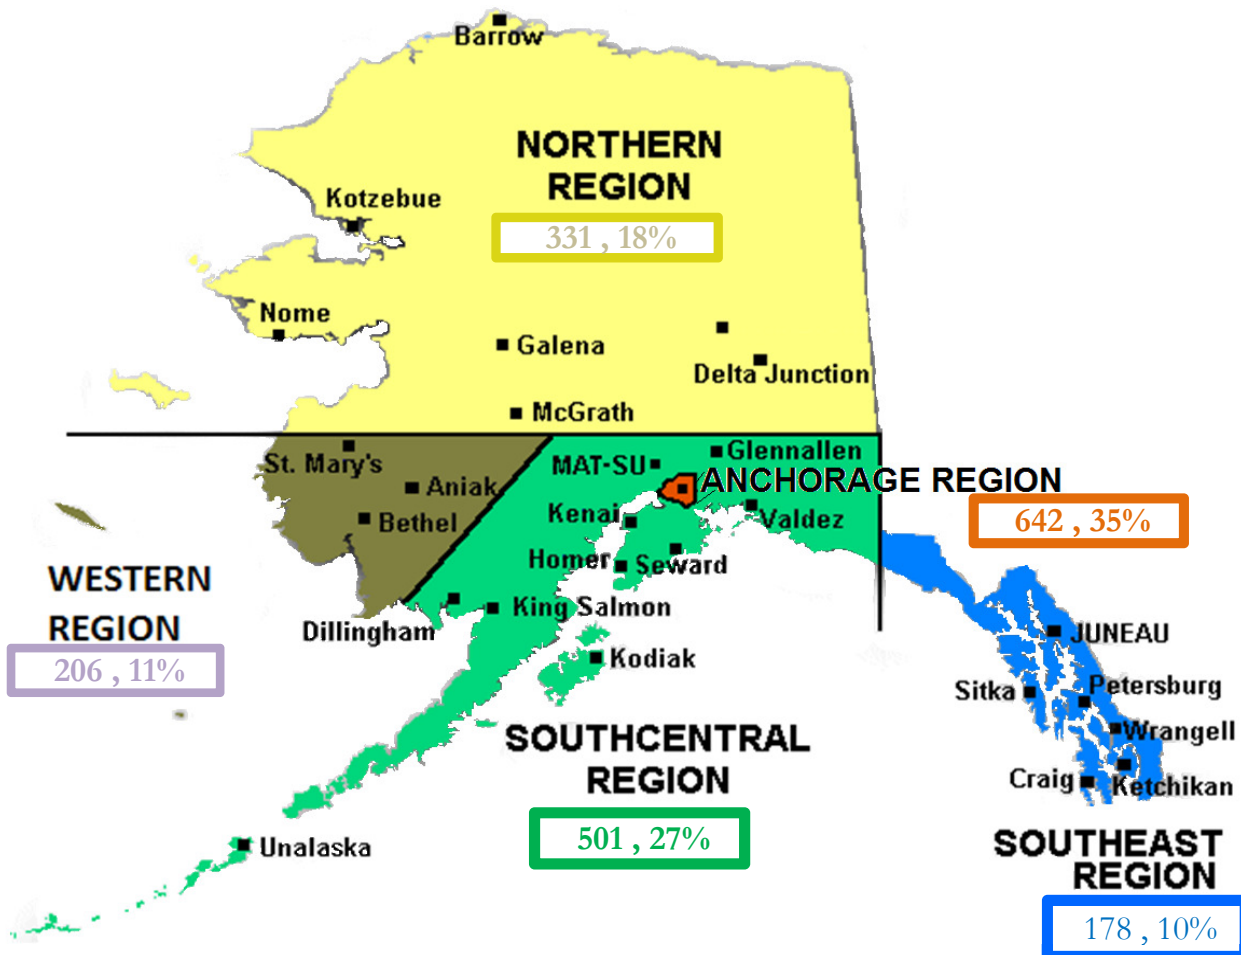 Barrow
NORTHERN
REGION
Kotzebue
331 , 18%
Nome
Galena
Delta Junction
McGrath
St. Mary's
MAT-SU
Glennallen
Aniak
ANCHORAGE REGION
Bethel
Kenai
Valdez
642 , 35%
Homer
Seward
WESTERN
REGION
Dillingham
King Salmon
JUNEAU
206 , 11%
Kodiak
Sitka
Petersburg
Wrangell
SOUTHCENTRAL
REGION
Craig
Ketchikan
501 , 27%
Unalaska
SOUTHEAST
REGION
178 , 10%